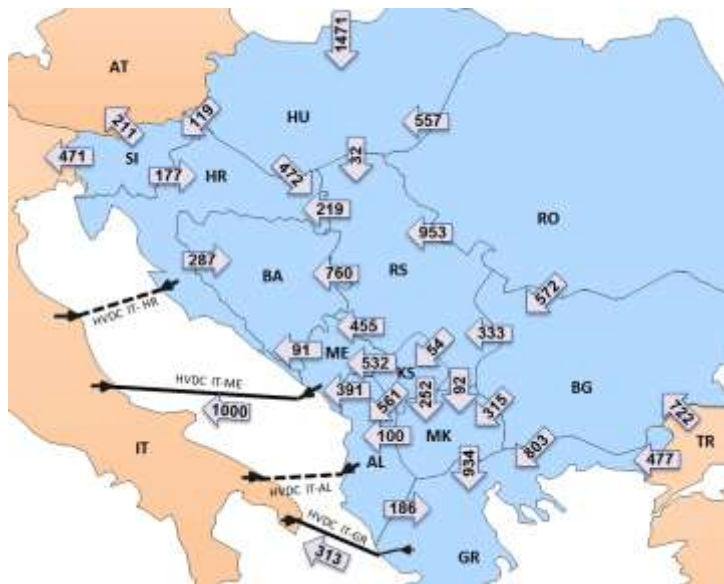 1471
AT
119
HU
557
211
32
471
SI
177
HR
472
219
RO
953
287
BA
760
RS
572
HVDC IT-HR
455
333
91
ME
54
532
KS
HVDC IT-ME
391
561
252
92
BG
1000
315
722
100
MK
TR
IT
AL
934
803
477
HVDC IT-AL
186
HVDC IT-GR
313
GR